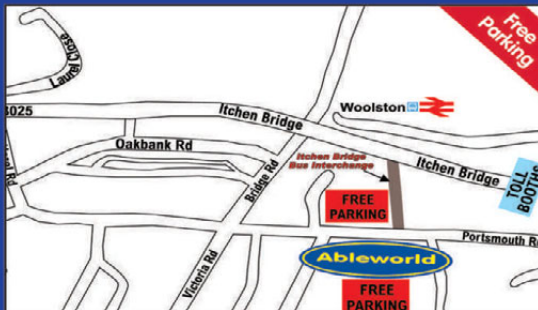 Free
Parking
Laurel Close
Woolston
Itchen Bridge
Oakbank Rd
Itchen Bridge
Bus Interchange
Itchen Bridge
Bridge Rd
TOLL
BOOTHS
FREE
PARKING
Portsmouth Rd
Victoria Rd
Ableworld
FREE
PARKING